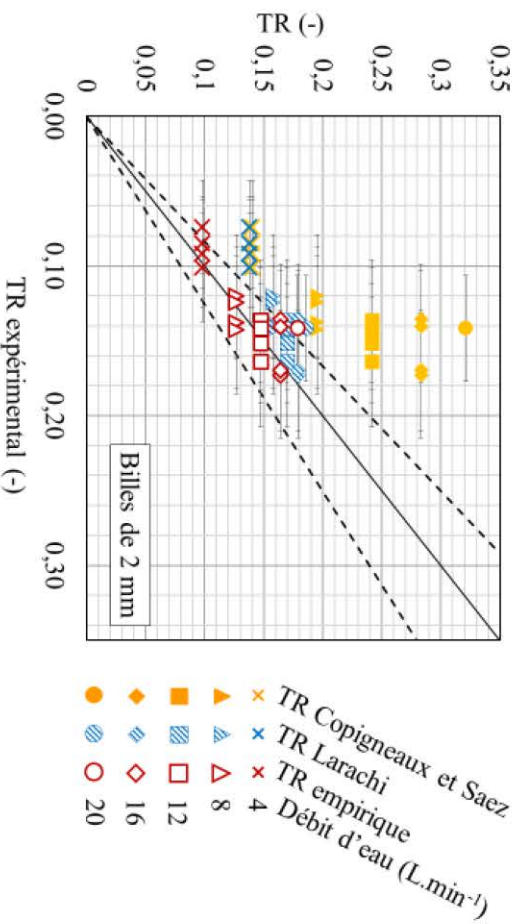 TR (-)
0,35
0,3
0,25
0,2
0,15
0,1
0,05
0
0,00
0,10
0,20
0,30
TR expérimental (-)
Billes de 2 mm
TR Copigneaux et Saez
TR Larachi
TR empirique
Débit d'eau (L.min⁻¹)
4
8
12
16
20